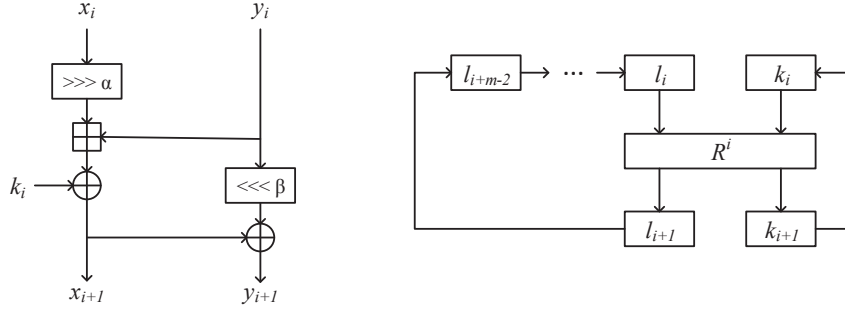 x_i y_i
>>> α
k_i
<<< β
x_{i+1} y_{i+1}
l_{i+m-2} ... l_i k_i
R^i
l_{i+1} k_{i+1}